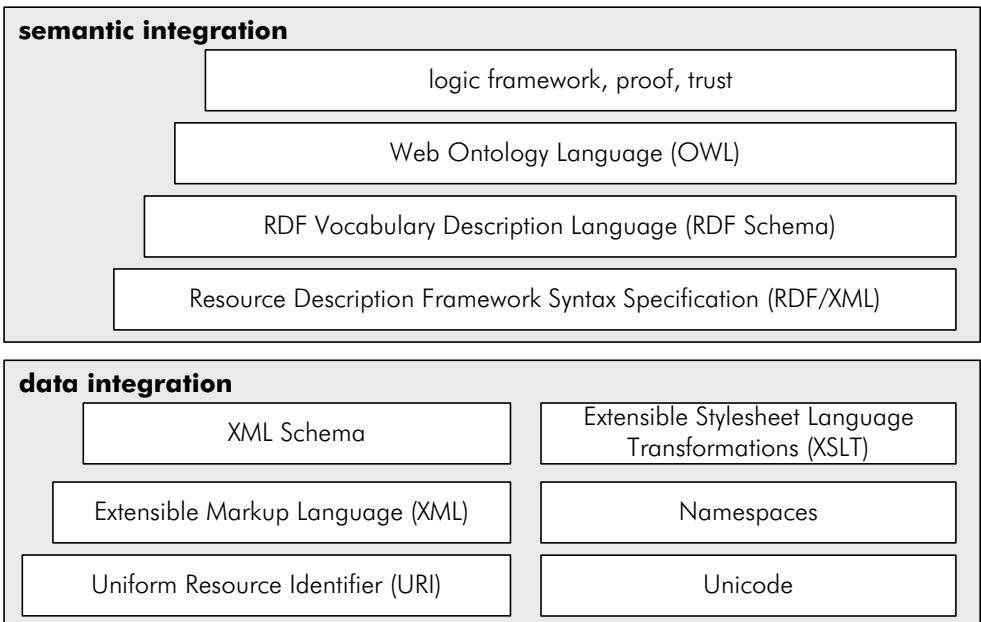 semantic integration
logic framework, proof, trust
Web Ontology Language (OWL)
RDF Vocabulary Description Language (RDF Schema)
Resource Description Framework Syntax Specification (RDF/XML)
data integration
XML Schema
Extensible Stylesheet Language
Transformations (XSLT)
Extensible Markup Language (XML)
Namespaces
Uniform Resource Identifier (URI)
Unicode